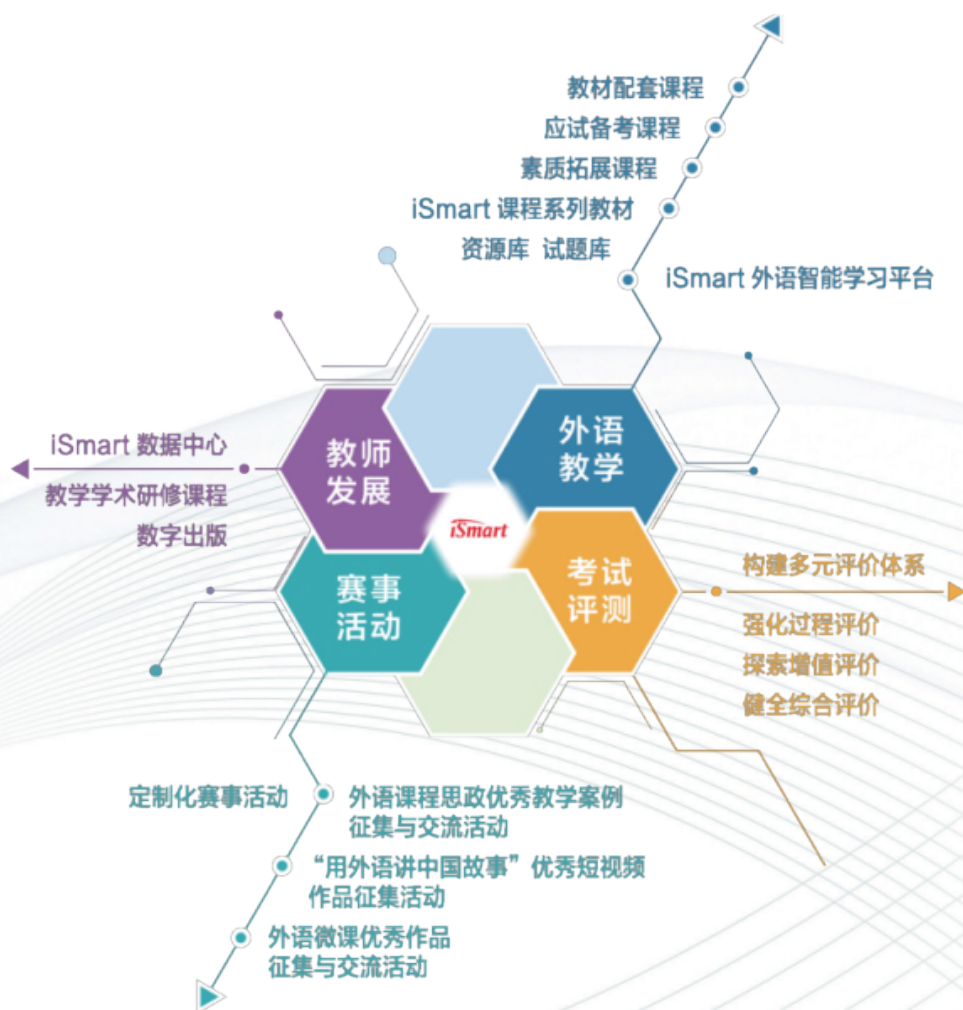 教材配套课程
应试备考课程
素质拓展课程
iSmart 课程系列教材
资源库 试题库
iSmart 外语智能学习平台
外语
教学
教师
发展
iSmart 数据中心
教学学术研修课程
数字出版
iSmart
赛事
活动
考试
评测
构建多元评价体系
强化过程评价
探索增值评价
健全综合评价
定制化赛事活动
外语课程思政优秀教学案例
征集与交流活动
“用外语讲中国故事”优秀短视频
作品征集活动
外语微课优秀作品
征集与交流活动